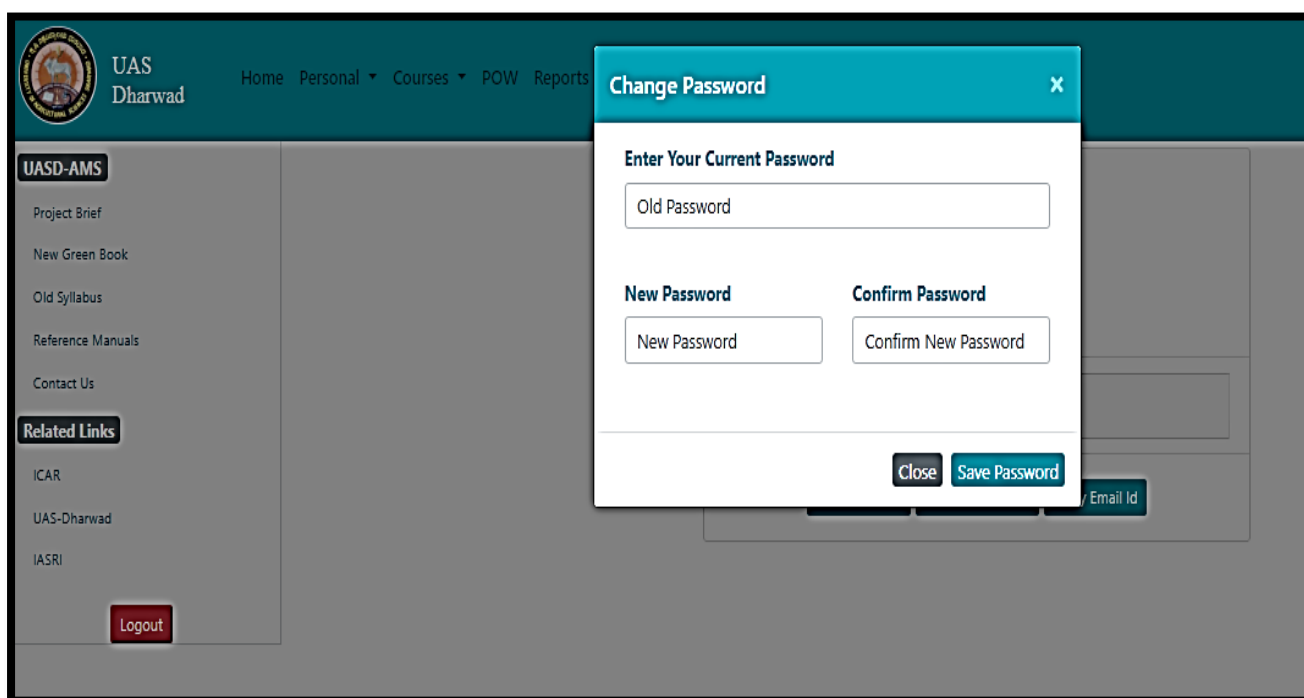 UAS
Dharwad
Home Personal Courses POW Reports
Change Password ×
Enter Your Current Password
Old Password
New Password Confirm Password
New Password Confirm New Password
Close Save Password
Email Id
UASD-AMS
Project Brief
New Green Book
Old Syllabus
Reference Manuals
Contact Us
Related Links
ICAR
UAS-Dharwad
IASRI
Logout